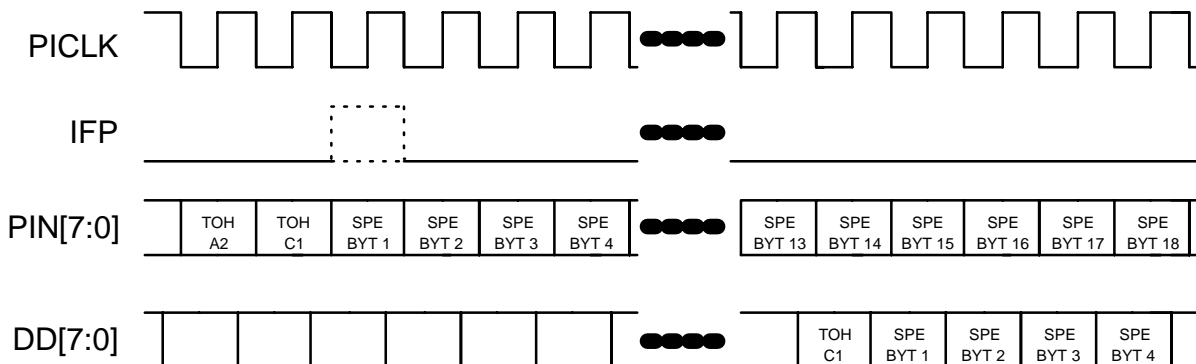 PICLK
IFP
PIN[7:0]
TOH A2
TOH C1
SPE BYT 1
SPE BYT 2
SPE BYT 3
SPE BYT 4
SPE BYT 13
SPE BYT 14
SPE BYT 15
SPE BYT 16
SPE BYT 17
SPE BYT 18
DD[7:0]
TOH C1
SPE BYT 1
SPE BYT 2
SPE BYT 3
SPE BYT 4